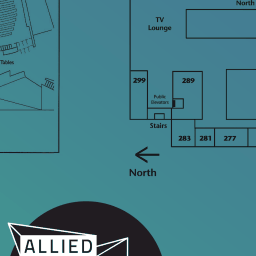 North
TV
Lounge
Tables
299
289
Public
Elevators
Stairs
283
281
277
North
ALLIED